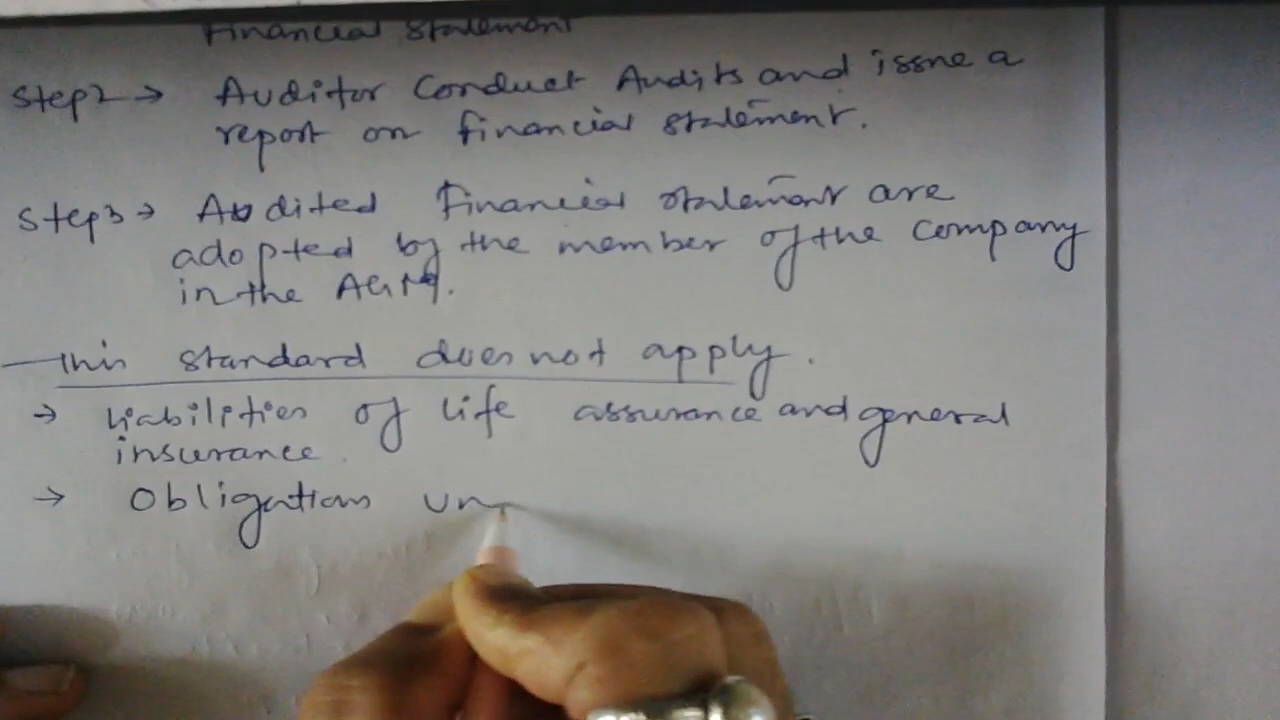 Financial Statement
Step2 → Auditor Conduct Audits and issue a
report on financial statement.
Step3 → Audited Financial statement are
adopted by the member of the company
in the AGM.
This standard does not apply.
→ Liabilities of life assurance and general
insurance.
→ Obligation un